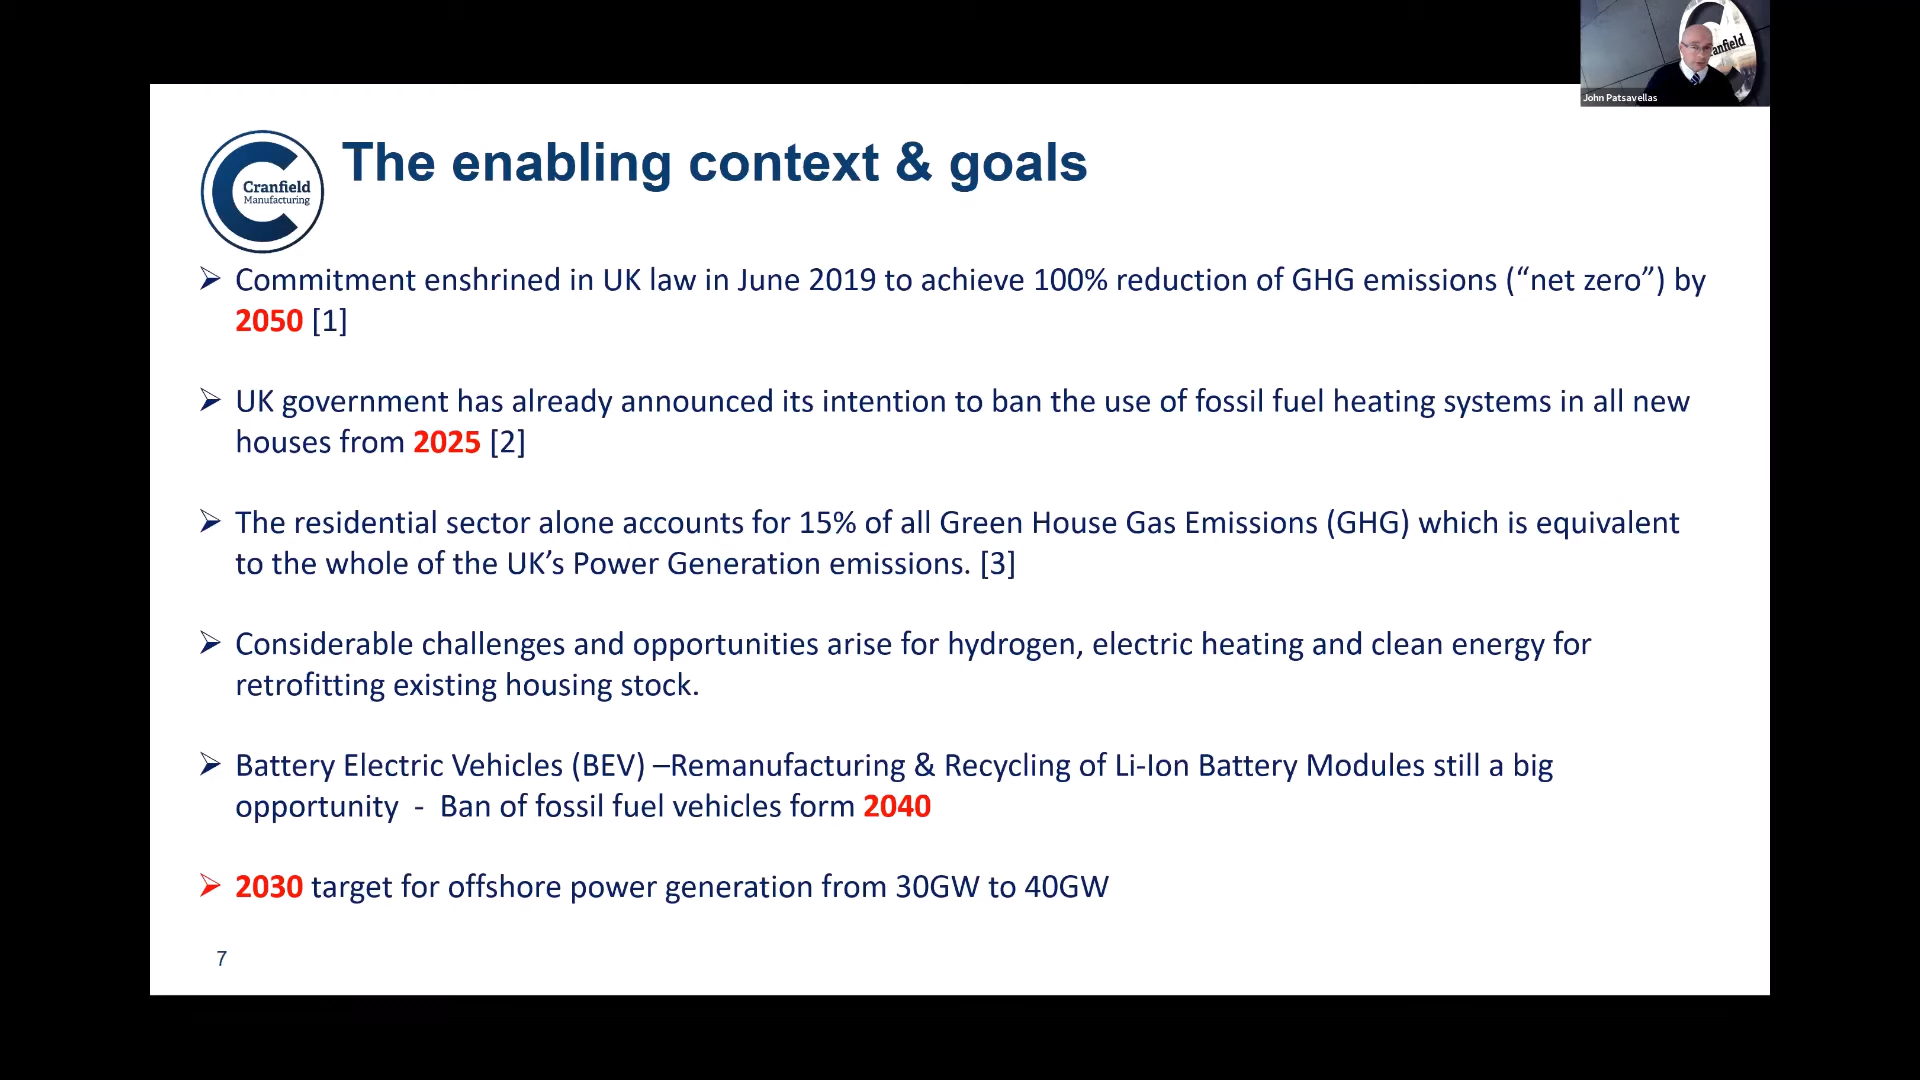 anfield
John Patsavellas
Cranfield
Manufacturing
The enabling context & goals
➢ Commitment enshrined in UK law in June 2019 to achieve 100% reduction of GHG emissions (“net zero”) by
2050 [1]
➢ UK government has already announced its intention to ban the use of fossil fuel heating systems in all new
houses from 2025 [2]
➢ The residential sector alone accounts for 15% of all Green House Gas Emissions (GHG) which is equivalent
to the whole of the UK’s Power Generation emissions. [3]
➢ Considerable challenges and opportunities arise for hydrogen, electric heating and clean energy for
retrofitting existing housing stock.
➢ Battery Electric Vehicles (BEV) –Remanufacturing & Recycling of Li-Ion Battery Modules still a big
opportunity - Ban of fossil fuel vehicles form 2040
➢ 2030 target for offshore power generation from 30GW to 40GW
7